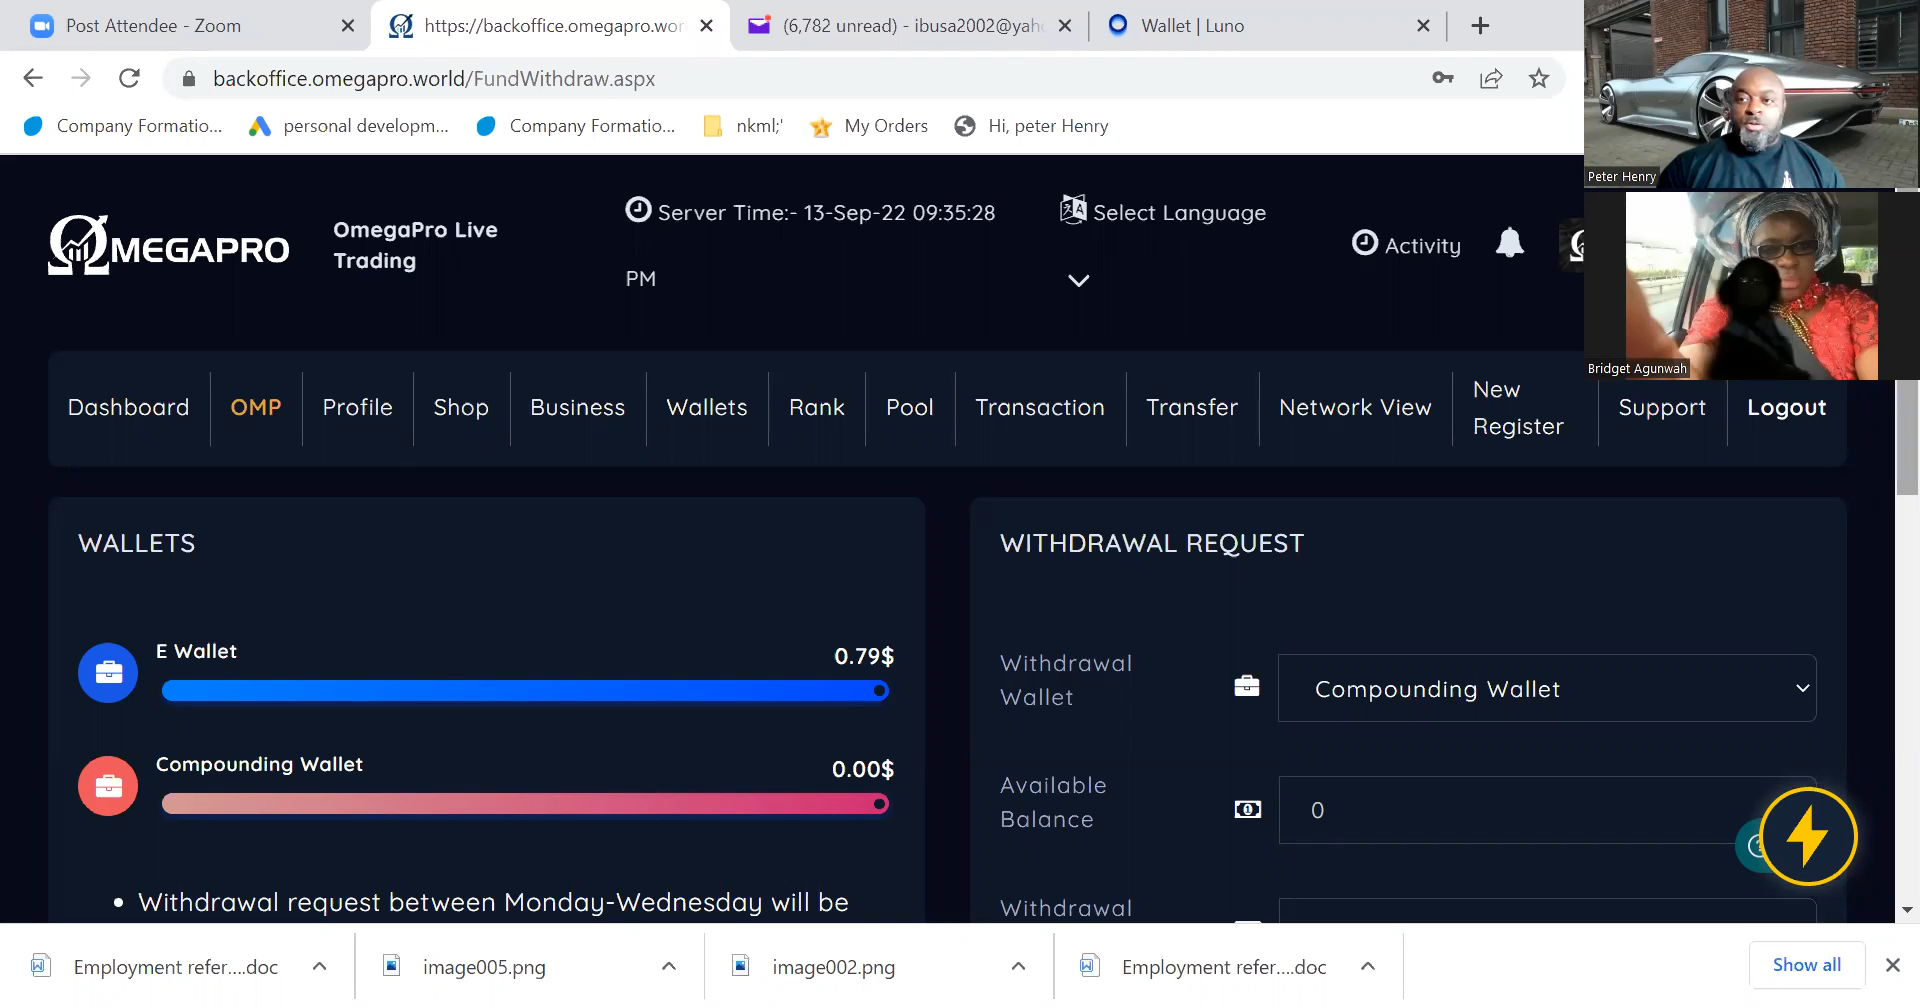 Post Attendee - Zoom
https://backoffice.omegapro.wor
(6,782 unread) - ibusa2002@yah
Wallet | Luno
backoffice.omegapro.world/FundWithdraw.aspx
Company Formatio...
personal developm...
Company Formatio...
nkml;'
My Orders
Hi, peter Henry
Peter Henry
Bridget Agunwah
ΩMEGAPRO
OmegaPro Live
Trading
Server Time:- 13-Sep-22 09:35:28
PM
Select Language
Activity
Dashboard
OMP
Profile
Shop
Business
Wallets
Rank
Pool
Transaction
Transfer
Network View
New
Register
Support
Logout
WALLETS
E Wallet
0.79$
Compounding Wallet
0.00$
• Withdrawal request between Monday-Wednesday will be
WITHDRAWAL REQUEST
Withdrawal
Wallet
Compounding Wallet
Available
Balance
0
Withdrawal
Employment refer....doc
image005.png
image002.png
Employment refer....doc
Show all